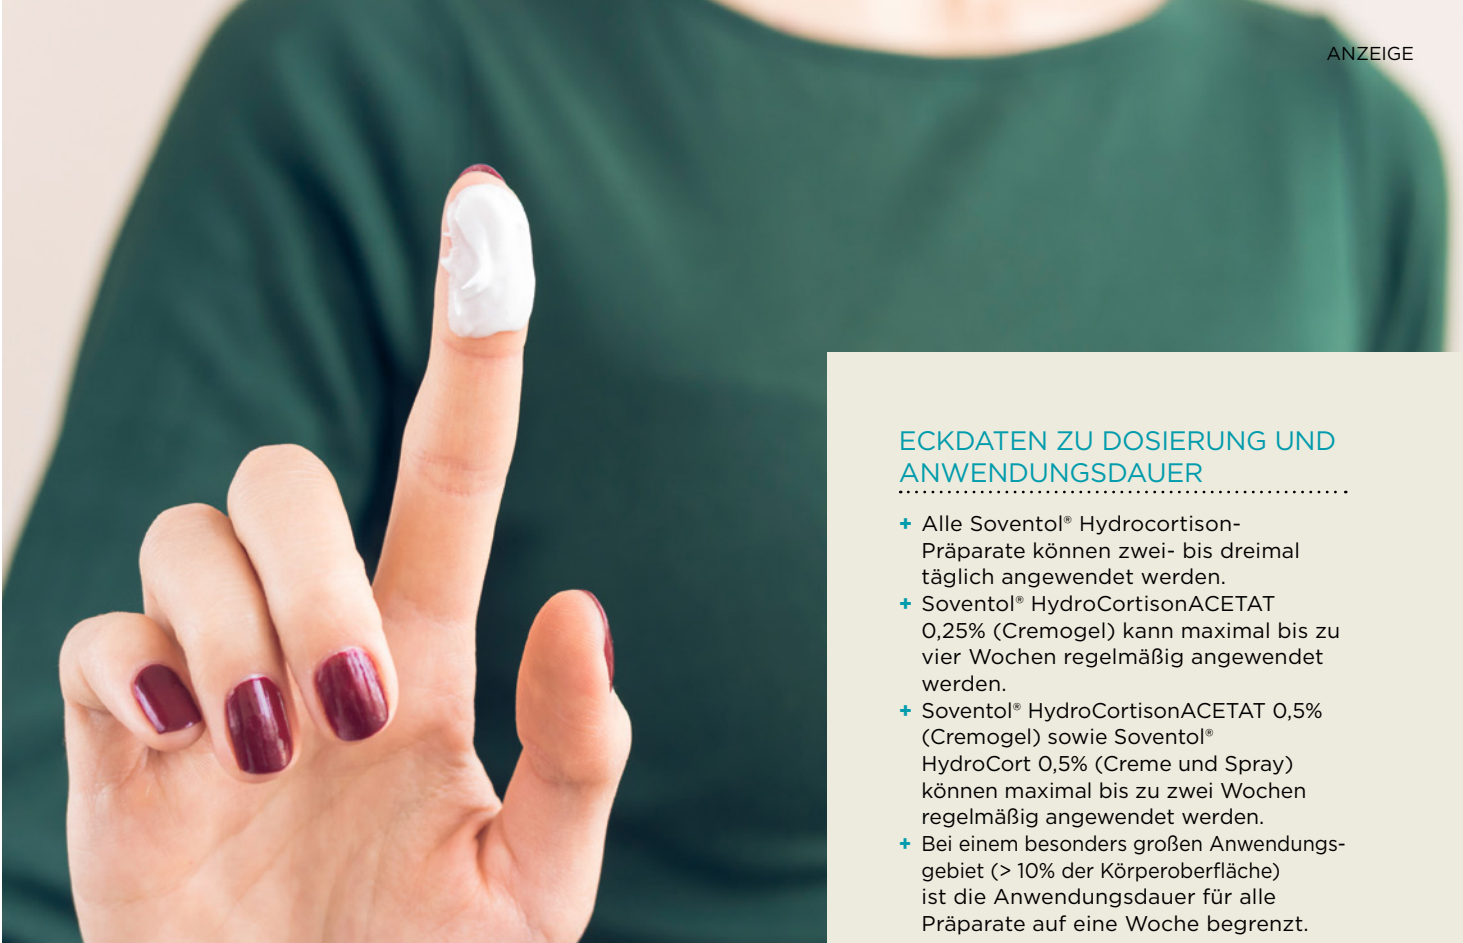 ANZEIGE
ECKDATEN ZU DOSIERUNG UND
ANWENDUNGSDAUER
+ Alle Soventol® Hydrocortison-
Präparate können zwei- bis dreimal
täglich angewendet werden.
+ Soventol® HydroCortisonACETAT
0,25% (Cremogel) kann maximal bis zu
vier Wochen regelmäßig angewendet
werden.
+ Soventol® HydroCortisonACETAT 0,5%
(Cremogel) sowie Soventol®
HydroCort 0,5% (Creme und Spray)
können maximal bis zu zwei Wochen
regelmäßig angewendet werden.
+ Bei einem besonders großen Anwendungs-
gebiet (> 10% der Körperoberfläche)
ist die Anwendungsdauer für alle
Präparate auf eine Woche begrenzt.